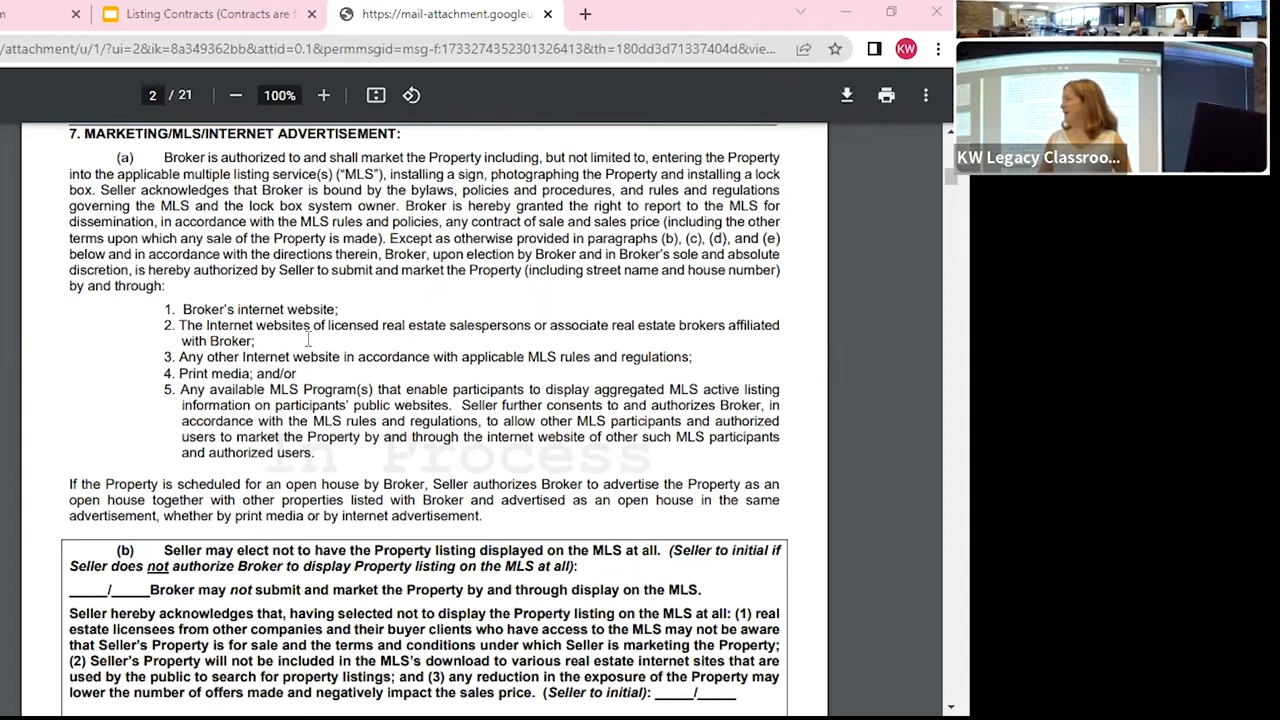 m
Listing Contracts (Contracts are f
https://mail-attachment.googleu
/attachment/u/1/?ui=2&ik=8a349362bb&attid=0.1&permmsgid=msg-f:1733274352301326413&th=180dd3d71337404d&vie...
KW
2 / 21
100%
7. MARKETING/MLS/INTERNET ADVERTISEMENT:
(a) Broker is authorized to and shall market the Property including, but not limited to, entering the Property
into the applicable multiple listing service(s) (“MLS”), installing a sign, photographing the Property and installing a lock
box. Seller acknowledges that Broker is bound by the bylaws, policies and procedures, and rules and regulations
governing the MLS and the lock box system owner. Broker is hereby granted the right to report to the MLS for
dissemination, in accordance with the MLS rules and policies, any contract of sale and sales price (including the other
terms upon which any sale of the Property is made). Except as otherwise provided in paragraphs (b), (c), (d), and (e)
below and in accordance with the directions therein, Broker, upon election by Broker and in Broker’s sole and absolute
discretion, is hereby authorized by Seller to submit and market the Property (including street name and house number)
by and through:
1. Broker’s internet website;
2. The Internet websites of licensed real estate salespersons or associate real estate brokers affiliated
with Broker;
3. Any other Internet website in accordance with applicable MLS rules and regulations;
4. Print media; and/or
5. Any available MLS Program(s) that enable participants to display aggregated MLS active listing
information on participants’ public websites. Seller further consents to and authorizes Broker, in
accordance with the MLS rules and regulations, to allow other MLS participants and authorized
users to market the Property by and through the internet website of other such MLS participants
and authorized users.
In Process
If the Property is scheduled for an open house by Broker, Seller authorizes Broker to advertise the Property as an
open house together with other properties listed with Broker and advertised as an open house in the same
advertisement, whether by print media or by internet advertisement.
(b) Seller may elect not to have the Property listing displayed on the MLS at all. (Seller to initial if
Seller does not authorize Broker to display Property listing on the MLS at all):
_____/_____Broker may not submit and market the Property by and through display on the MLS.
Seller hereby acknowledges that, having selected not to display the Property listing on the MLS at all: (1) real
estate licensees from other companies and their buyer clients who have access to the MLS may not be aware
that Seller’s Property is for sale and the terms and conditions under which Seller is marketing the Property;
(2) Seller’s Property will not be included in the MLS’s download to various real estate internet sites that are
used by the public to search for property listings; and (3) any reduction in the exposure of the Property may
lower the number of offers made and negatively impact the sales price. (Seller to initial): _____/_____
KW Legacy Classroo...